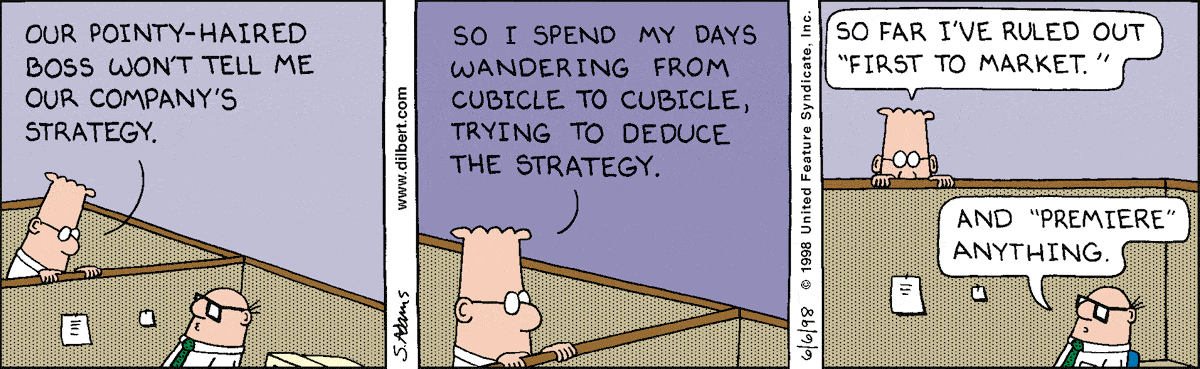 OUR POINTY-HAIRED
BOSS WON'T TELL ME
OUR COMPANY'S
STRATEGY.
S.Adams
www.dilbert.com
SO I SPEND MY DAYS
WANDERING FROM
CUBICLE TO CUBICLE,
TRYING TO DEDUCE
THE STRATEGY.
6/6/98 © 1998 United Feature Syndicate, Inc.
SO FAR I'VE RULED OUT
"FIRST TO MARKET."
AND "PREMIERE"
ANYTHING.